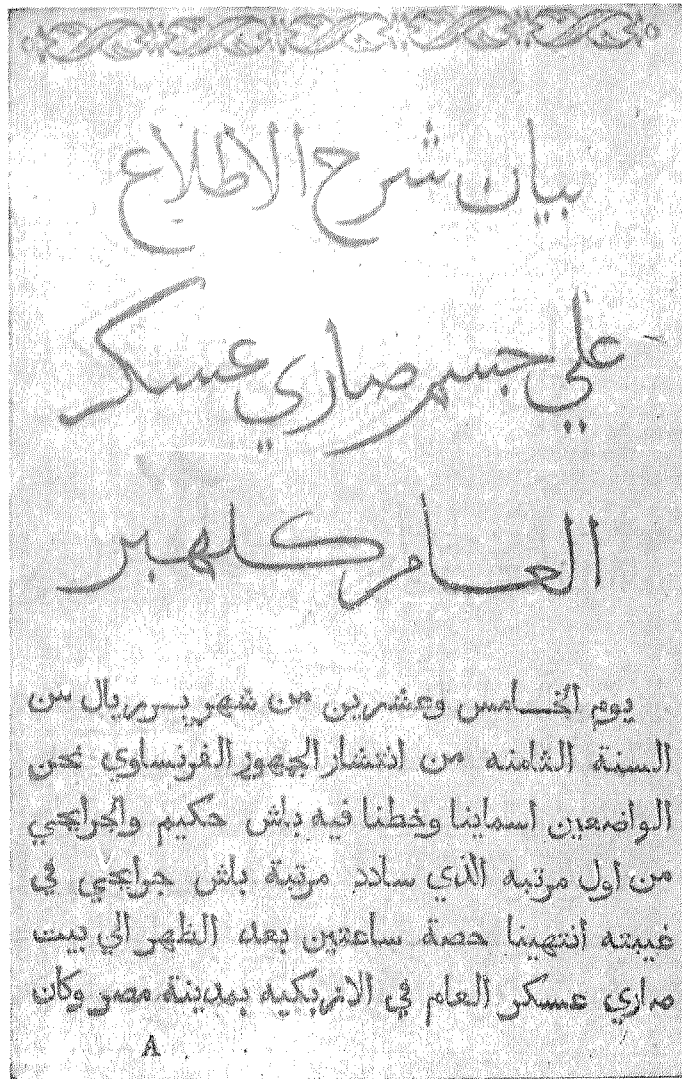 بيان شرح الاطلاع
علي جسم صاري عسكر
العام كلهبر
يوم الخامس وعشرين من شهر بريريال من
السنة الثامنه من انتشار الجمهور الفرنساوي نحن
الواضعين اسماينا وخطنا فيه باش حكيم والجرايحي
من اول مرتبه الذي سادد مرتبة باش جرايحي في
غيبته انتهينا حصة ساعتين بعد الظهر الي بيت
صاري عسكر العام في الازبكيه بمدينة مصر وكان
A